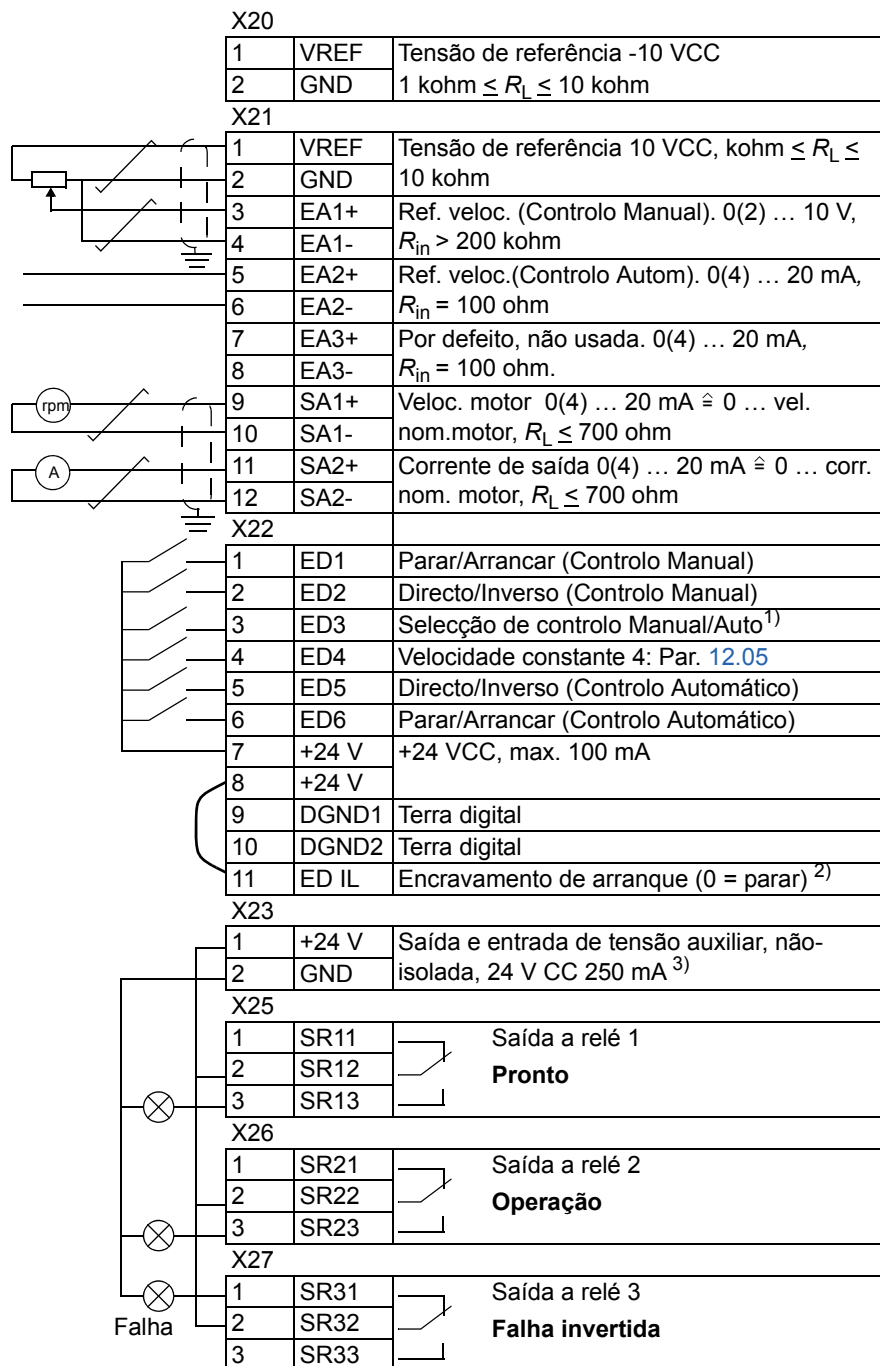 X20
1 VREF Tensão de referência -10 VCC
2 GND 1 kohm ≤ RL ≤ 10 kohm
X21
1 VREF Tensão de referência 10 VCC, kohm ≤ RL ≤
2 GND 10 kohm
3 EA1+ Ref. veloc. (Controlo Manual). 0(2) … 10 V,
4 EA1- Rin > 200 kohm
5 EA2+ Ref. veloc.(Controlo Autom). 0(4) … 20 mA,
6 EA2- Rin = 100 ohm
7 EA3+ Por defeito, não usada. 0(4) … 20 mA,
8 EA3- Rin = 100 ohm.
rpm 9 SA1+ Veloc. motor 0(4) … 20 mA ≙ 0 … vel.
10 SA1- nom.motor, RL ≤ 700 ohm
A 11 SA2+ Corrente de saída 0(4) … 20 mA ≙ 0 … corr.
12 SA2- nom. motor, RL ≤ 700 ohm
X22
1 ED1 Parar/Arrancar (Controlo Manual)
2 ED2 Directo/Inverso (Controlo Manual)
3 ED3 Selecção de controlo Manual/Auto1)
4 ED4 Velocidade constante 4: Par. 12.05
5 ED5 Directo/Inverso (Controlo Automático)
6 ED6 Parar/Arrancar (Controlo Automático)
7 +24 V +24 VCC, max. 100 mA
8 +24 V
9 DGND1 Terra digital
10 DGND2 Terra digital
11 ED IL Encravamento de arranque (0 = parar) 2)
X23
1 +24 V Saída e entrada de tensão auxiliar, não-
2 GND isolada, 24 V CC 250 mA 3)
X25
1 SR11 Saída a relé 1
2 SR12 Pronto
3 SR13
X26
1 SR21 Saída a relé 2
2 SR22 Operação
3 SR23
X27
1 SR31 Saída a relé 3
Falha 2 SR32 Falha invertida
3 SR33